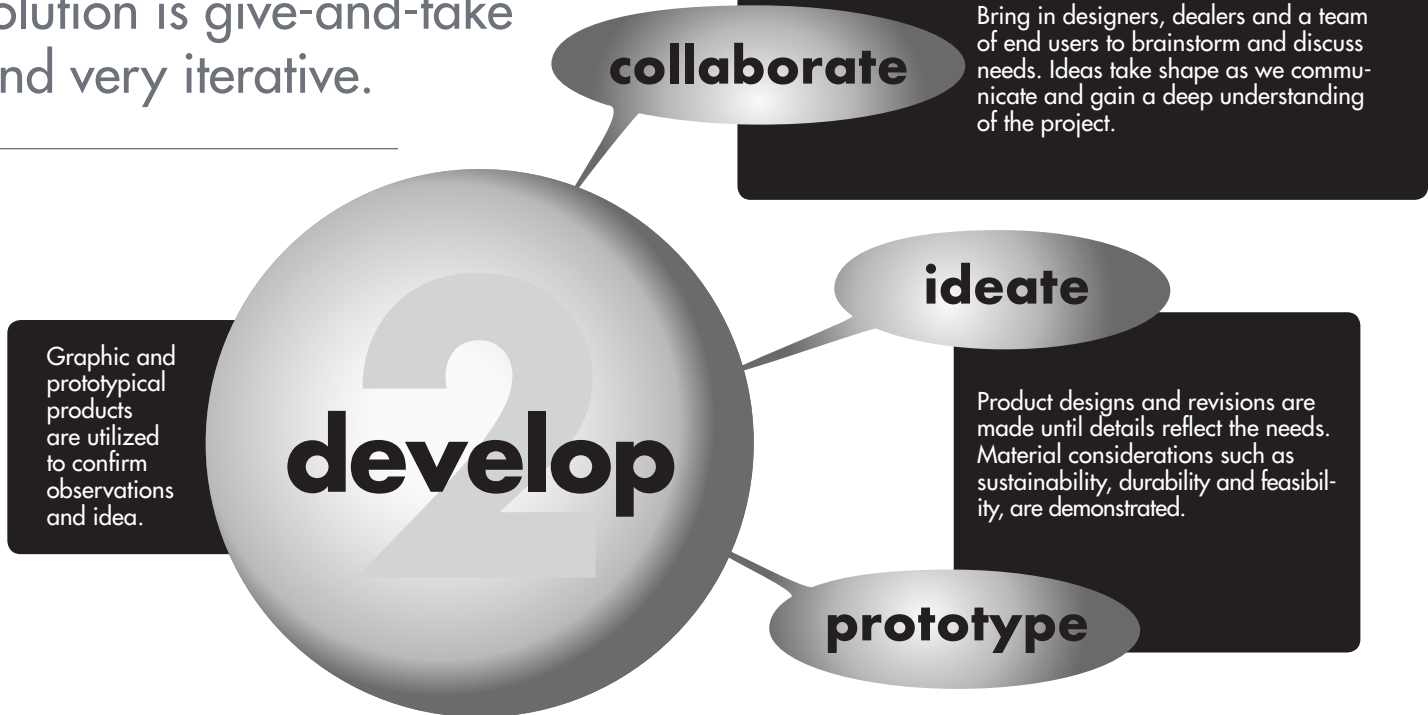 is give-and-take
very iterative.
collaborate
Bring in designers, dealers and a team
of end users to brainstorm and discuss
needs. Ideas take shape as we commu-
nicate and gain a deep understanding
of the project.
ideate
Product designs and revisions are
made until details reflect the needs.
Material considerations such as
sustainability, durability and feasibil-
ity, are demonstrated.
2
develop
Graphic and
prototypical
products
are utilized
to confirm
observations
and idea.
prototype